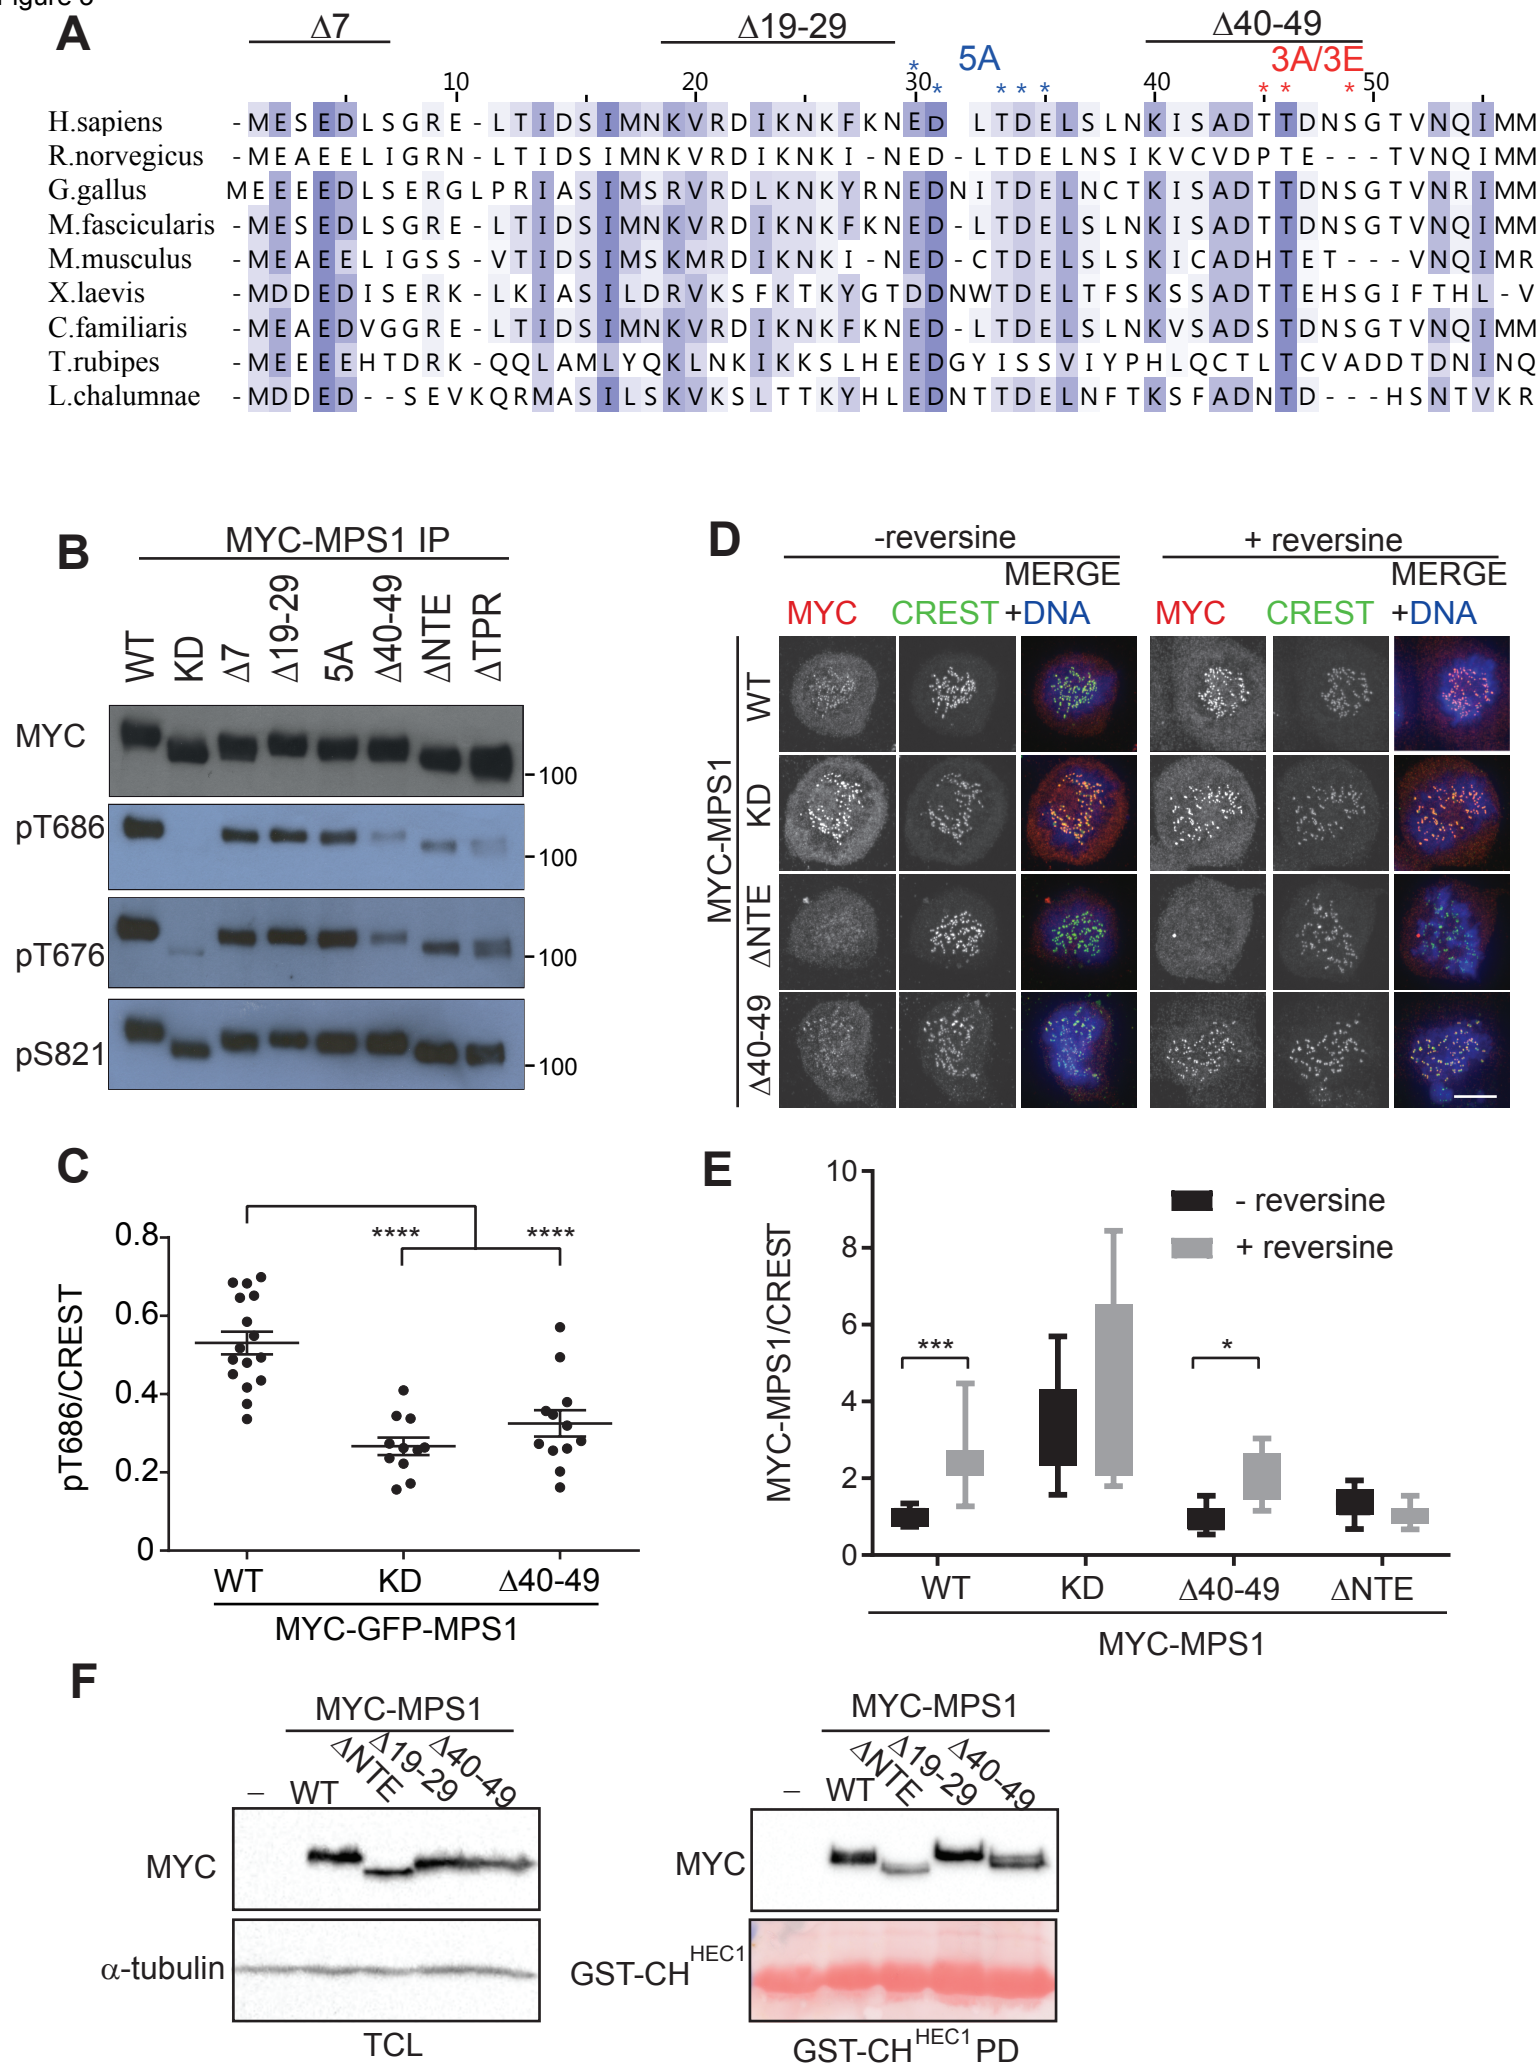 A
Δ7
Δ19-29
Δ40-49
5A
3A/3E
10 20 30 40 50
* * * * *
* * *
H.sapiens -MESEDLSGRE-LTIDSIMNKVRDIKNKFKNED LTDELSLNKISADTTDNSGTVNQIMM
R.norvegicus -MEAEELIGRN-LTIDSIMNKVRDIKNKI-NED-LTDELNSIKVCVDPTE---TVNQIMM
G.gallus MEEEEDLSERGLPRIASIMSRVRDLKNKYRNEDNITDELNCTKISADTTDNSGTVNRIMM
M.fascicularis -MESEDLSGRE-LTIDSIMNKVRDIKNKFKNED-LTDELSLNKISADTTDNSGTVNQIMM
M.musculus -MEAEELIGSS-VTIDSIMSKMRDIKNKI-NED-CTDELSLSKICADHTET---VNQIMR
X.laevis -MDDEDISERK-LKIASILDRVKSFKTKYGTDDNWTDELTFSKSSADTTEHSGIFTHL-V
C.familiaris -MEAEDVGGRE-LTIDSIMNKVRDIKNKFKNED-LTDELSLNKVSADSTDNSGTVNQIMM
T.rubipes -MEEEEHTDRK-QQLAMLYQKLNKIKKSLHEEDGYISSVIYPHLQCTLTCVADDTDNINQ
L.chalumnae -MDDED--SEVKQRMASILSKVKSLTTKYHLEDNTTDELNFTKSFADNTD---HSNTVKR
B
MYC-MPS1 IP
WT KD Δ7 Δ19-29 5A Δ40-49 ΔNTE ΔTPR
MYC
100
pT686
100
pT676
100
pS821
100
D
-reversine
+ reversine
MYC CREST MERGE +DNA MYC CREST MERGE +DNA
MYC-MPS1
WT
KD
ΔNTE
Δ40-49
C
pT686/CREST
0.8
0.6
0.4
0.2
0
**** ****
WT KD Δ40-49
MYC-GFP-MPS1
E
MYC-MPS1/CREST
10
8
6
4
2
0
- reversine
+ reversine
*** *
WT KD Δ40-49 ΔNTE
MYC-MPS1
F
MYC-MPS1
– WT ΔNTE Δ19-29 Δ40-49
MYC
α-tubulin
TCL
MYC-MPS1
– WT ΔNTE Δ19-29 Δ40-49
MYC
GST-CHHEC1
GST-CHHEC1 PD